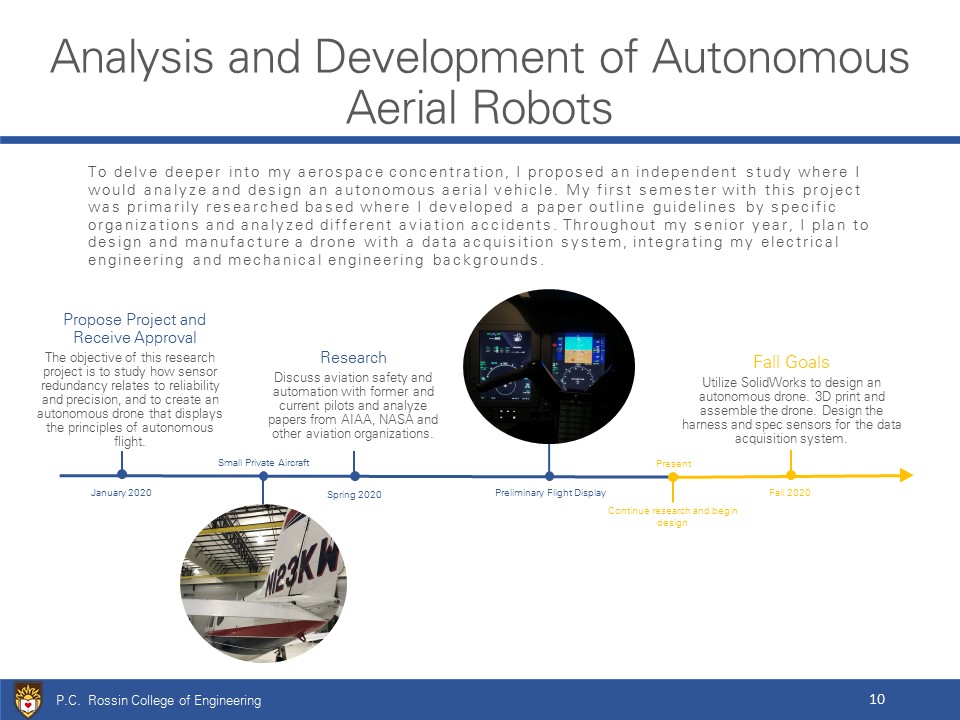 Analysis and Development of Autonomous
Aerial Robots
To delve deeper into my aerospace concentration, I proposed an independent study where I
would analyze and design an autonomous aerial vehicle. My first semester with this project
was primarily researched based where I developed a paper outline guidelines by specific
organizations and analyzed different aviation accidents. Throughout my senior year, I plan to
design and manufacture a drone with a data acquisition system, integrating my electrical
engineering and mechanical engineering backgrounds.
Propose Project and
Receive Approval
The objective of this research
project is to study how sensor
redundancy relates to reliability
and precision, and to create an
autonomous drone that displays
the principles of autonomous
flight.
Research
Discuss aviation safety and
automation with former and
current pilots and analyze
papers from AIAA, NASA and
other aviation organizations.
Fall Goals
Utilize SolidWorks to design an
autonomous drone. 3D print and
assemble the drone. Design the
harness and spec sensors for the data
acquisition system.
Small Private Aircraft
Present
January 2020
Spring 2020
Preliminary Flight Display
Fall 2020
Continue research and begin
design
N123KW
P.C. Rossin College of Engineering
10